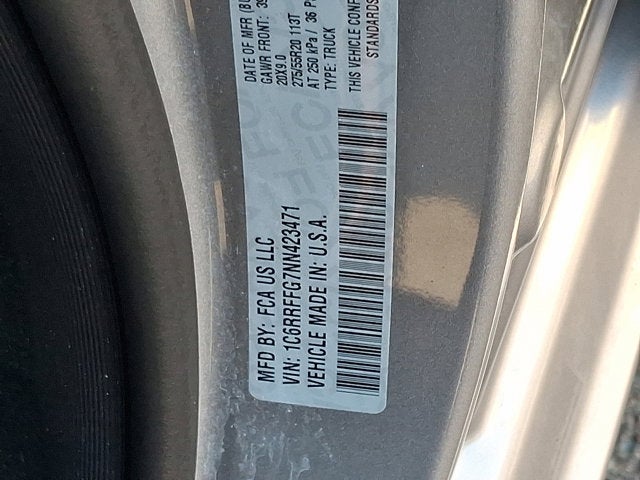 MFD BY: FCA US LLC
VIN: 1C6RRFFG7NN423471
VEHICLE MADE IN: U.S.A.
DATE OF MFR
GAWR FRONT:
20X9.0
275/55R20 113T
AT 250 kPa / 36
TYPE: TRUCK
THIS VEHICLE
STANDARDS